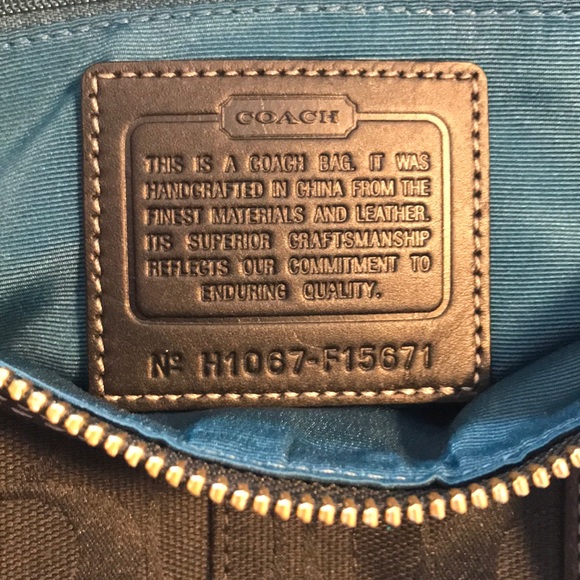 COACH
THIS IS A COACH BAG. IT WAS
HANDCRAFTED IN CHINA FROM THE
FINEST MATERIALS AND LEATHER.
ITS SUPERIOR CRAFTSMANSHIP
REFLECTS OUR COMMITMENT TO
ENDURING QUALITY.
Nº H1067-F15671